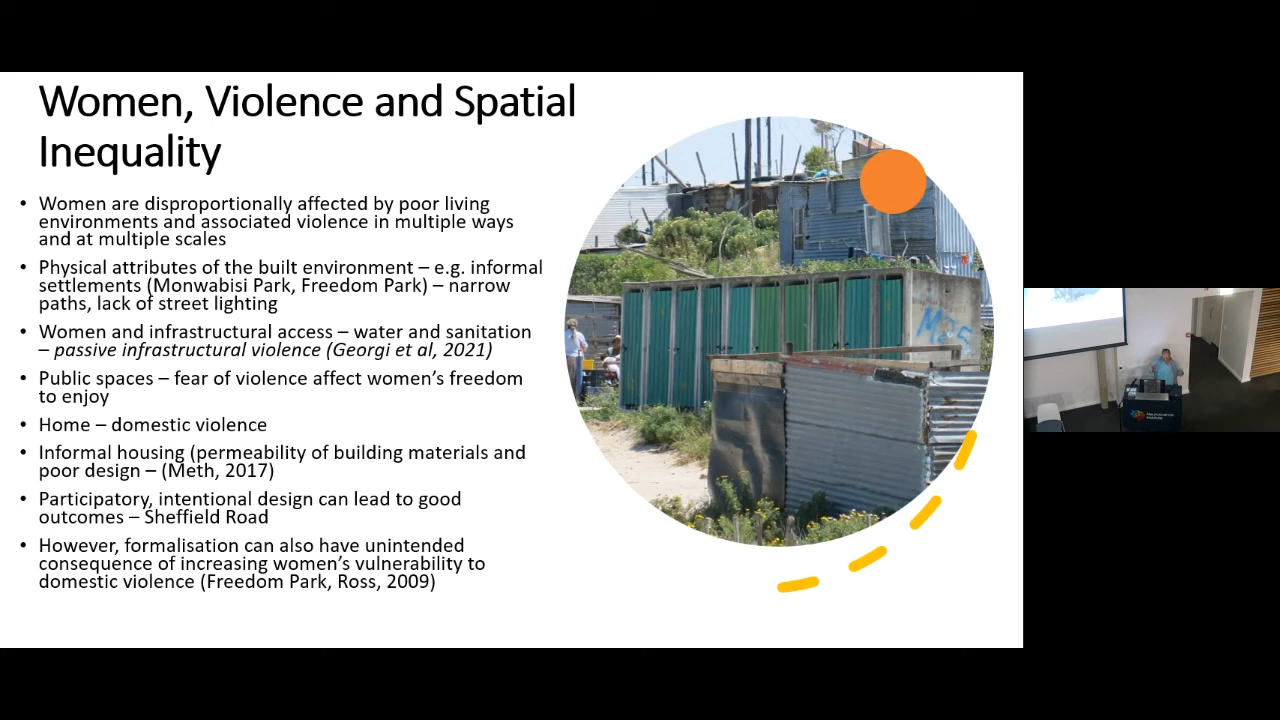 Women, Violence and Spatial
Inequality
• Women are disproportionally affected by poor living
environments and associated violence in multiple ways
and at multiple scales
• Physical attributes of the built environment – e.g. informal
settlements (Monwabisi Park, Freedom Park) – narrow
paths, lack of street lighting
• Women and infrastructural access – water and sanitation
– passive infrastructural violence (Georgi et al, 2021)
• Public spaces – fear of violence affect women's freedom
to enjoy
• Home – domestic violence
• Informal housing (permeability of building materials and
poor design – (Meth, 2017)
• Participatory, intentional design can lead to good
outcomes – Sheffield Road
• However, formalisation can also have unintended
consequence of increasing women's vulnerability to
domestic violence (Freedom Park, Ross, 2009)
Neuroscience
Institute